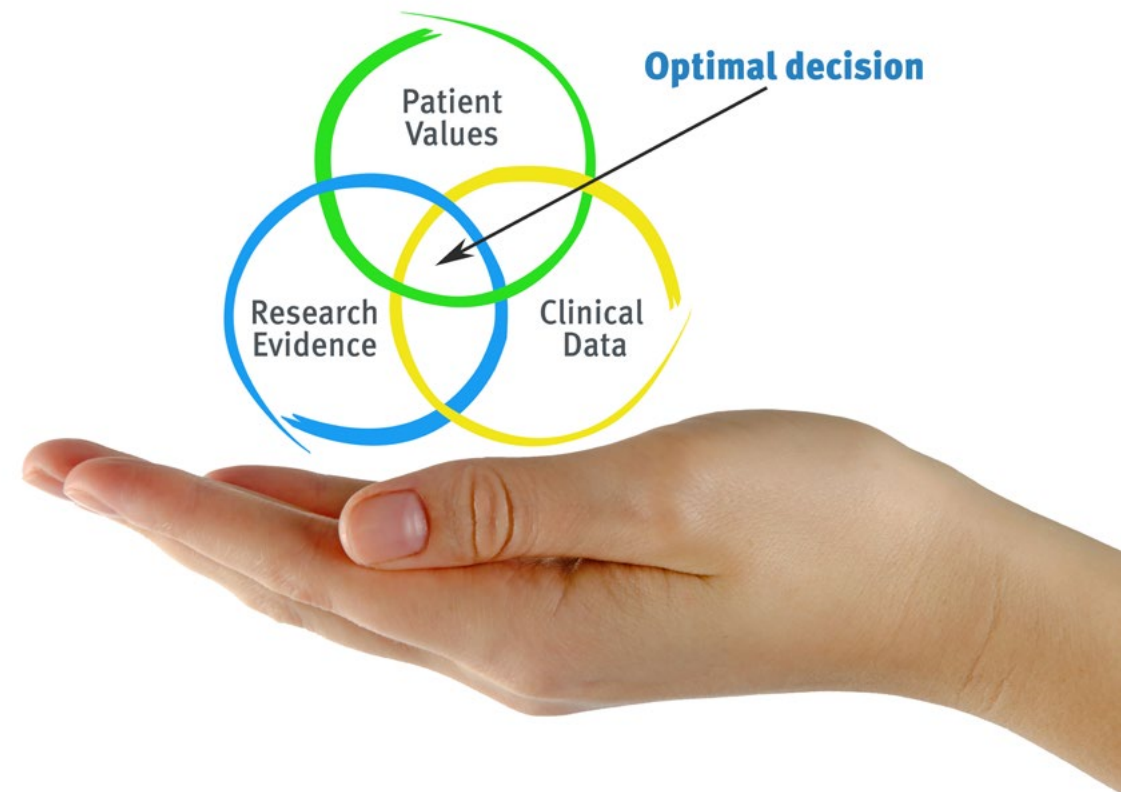 Optimal decision
Patient
Values
Research
Evidence
Clinical
Data